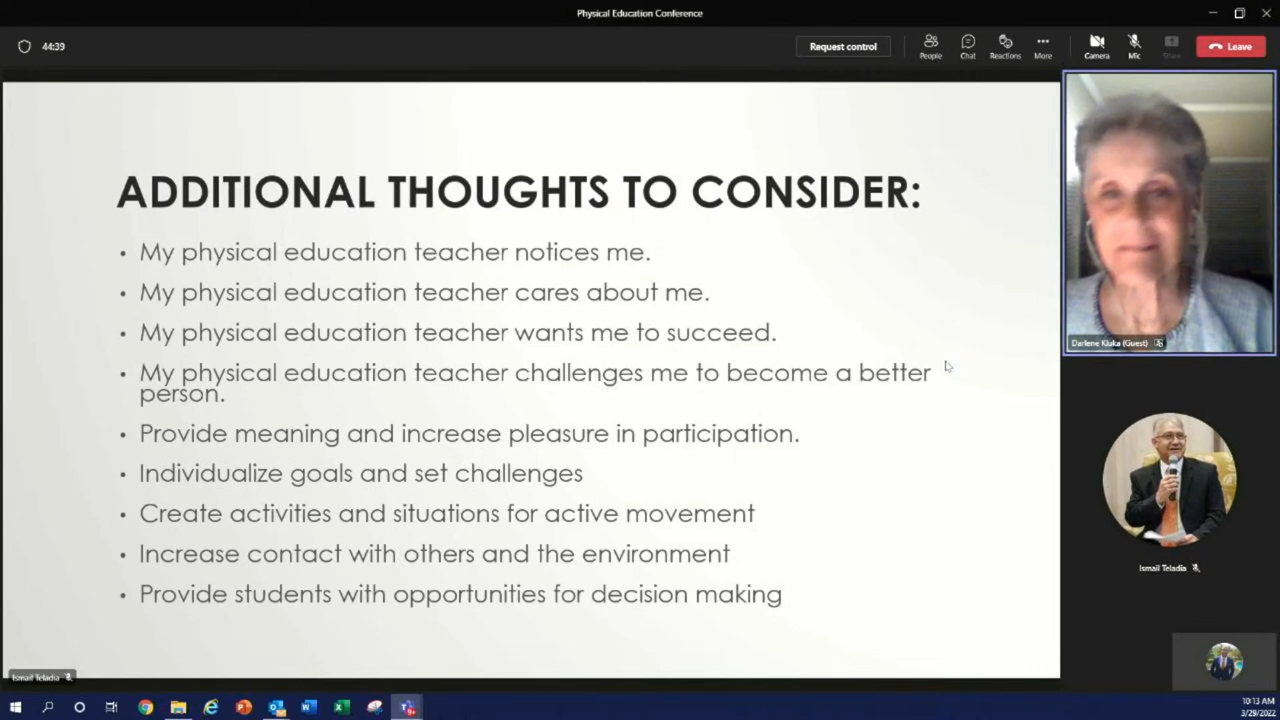 Physical Education Conference
44:39
Request control
People
Chat
Reactions
More
Camera
Mic
Share
Leave
ADDITIONAL THOUGHTS TO CONSIDER:
• My physical education teacher notices me.
• My physical education teacher cares about me.
• My physical education teacher wants me to succeed.
• My physical education teacher challenges me to become a better
person.
• Provide meaning and increase pleasure in participation.
• Individualize goals and set challenges
• Create activities and situations for active movement
• Increase contact with others and the environment
• Provide students with opportunities for decision making
Darlene Kluka (Guest)
Ismail Teladia
Ismail Teladia
10:13 AM
3/29/2022